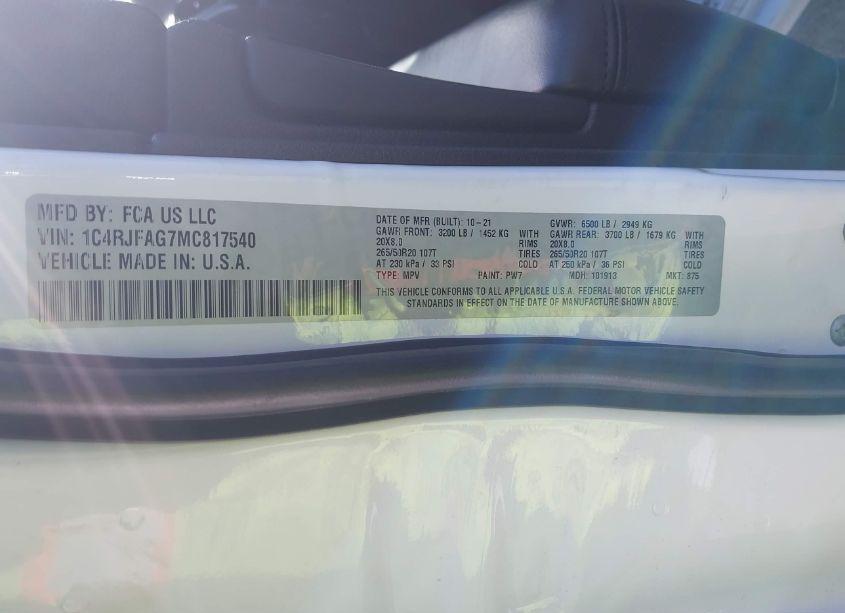 MFD BY: FCA US LLC
VIN: 1C4RJFAG7MC817540
VEHICLE MADE IN: U.S.A.
DATE OF MFR (BUILT): 10-21
GAWR FRONT: 3200 LB / 1452 KG WITH
20X8.0 RIMS
265/50R20 107T TIRES
AT 230 kPa / 33 PSI COLD
TYPE: MPV PAINT: PW7
GVWR: 6500 LB / 2949 KG
GAWR REAR: 3700 LB / 1679 KG WITH
20X8.0 RIMS
265/50R20 107T TIRES
AT 250 kPa / 36 PSI COLD
MDH: 101913 MKT: 875
THIS VEHICLE CONFORMS TO ALL APPLICABLE U.S.A. FEDERAL MOTOR VEHICLE SAFETY
STANDARDS IN EFFECT ON THE DATE OF MANUFACTURE SHOWN ABOVE.